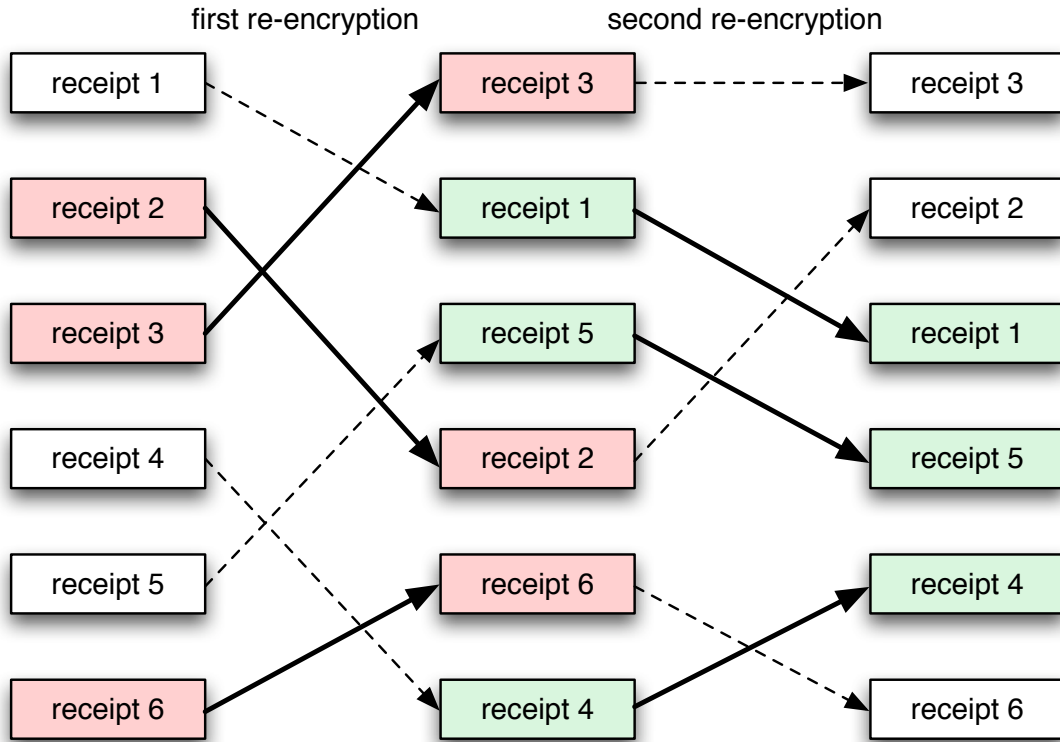 first re-encryption second re-encryption
receipt 1 receipt 3 receipt 3
receipt 2 receipt 1 receipt 2
receipt 3 receipt 5 receipt 1
receipt 4 receipt 2 receipt 5
receipt 5 receipt 6 receipt 4
receipt 6 receipt 4 receipt 6